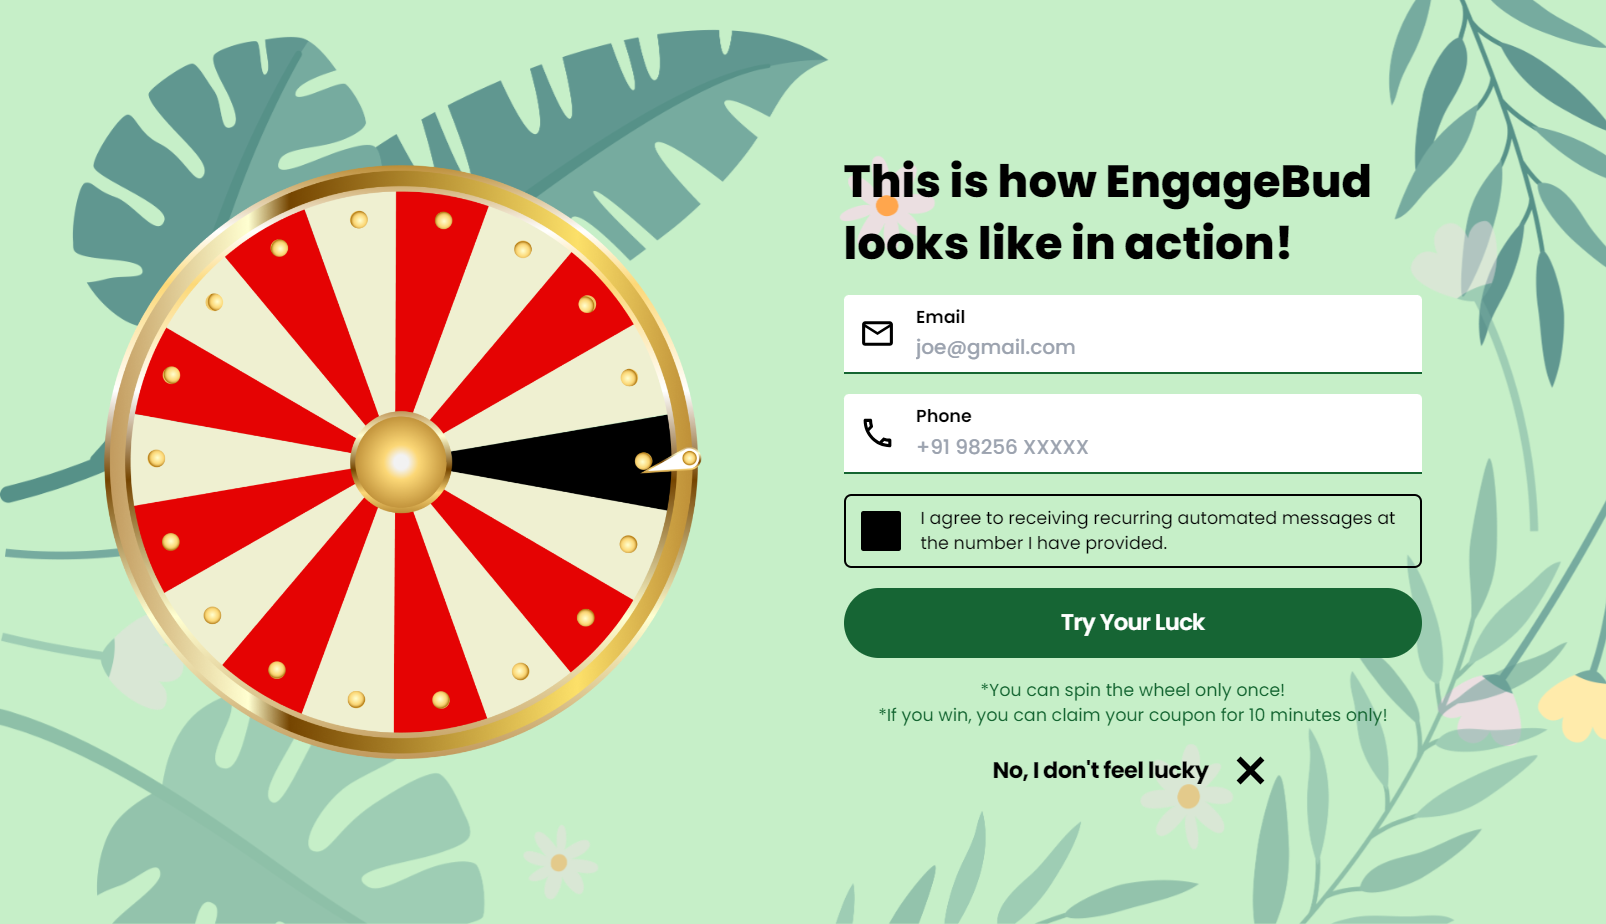 This is how EngageBud
looks like in action!
Email
joe@gmail.com
Phone
+91 98256 XXXXX
I agree to receiving recurring automated messages at
the number I have provided.
Try Your Luck
*You can spin the wheel only once!
*If you win, you can claim your coupon for 10 minutes only!
No, I don't feel lucky